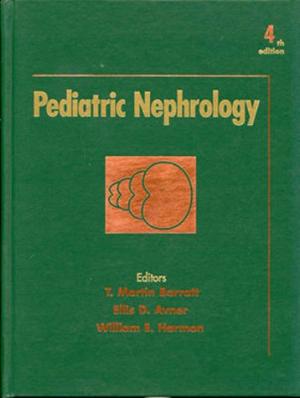 4th
edition
Pediatric Nephrology
Editors
T. Martin Barratt
Ellis D. Avner
William E. Harmon